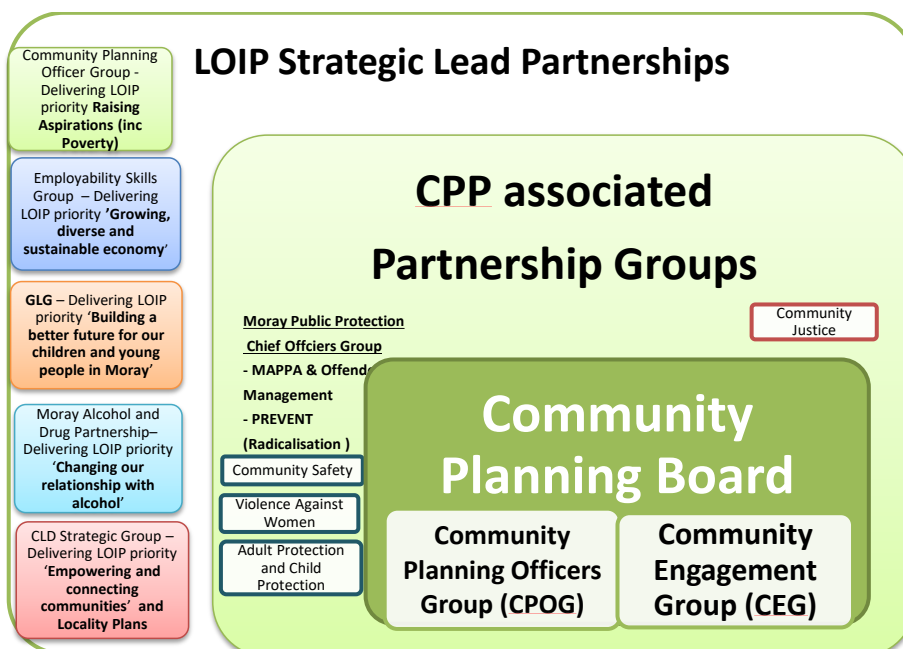 LOIP Strategic Lead Partnerships
Community Planning
Officer Group -
Delivering LOIP
priority Raising
Aspirations (inc
Poverty)
Employability Skills
Group – Delivering
LOIP priority ’Growing,
diverse and
sustainable economy’
GLG – Delivering LOIP
priority ‘Building a
better future for our
children and young
people in Moray’
Moray Alcohol and
Drug Partnership–
Delivering LOIP priority
‘Changing our
relationship with
alcohol’
CLD Strategic Group –
Delivering LOIP priority
‘Empowering and
connecting
communities’ and
Locality Plans
CPP associated
Partnership Groups
Moray Public Protection
Chief Offciers Group
- MAPPA &
Management
- PREVENT
(Radicalisation )
Community Safety
Violence Against
Women
Adult Protection
and Child
Protection
Community
Justice
Community
Planning Board
Community
Planning Officers
Group (CPOG)
Community
Engagement
Group (CEG)